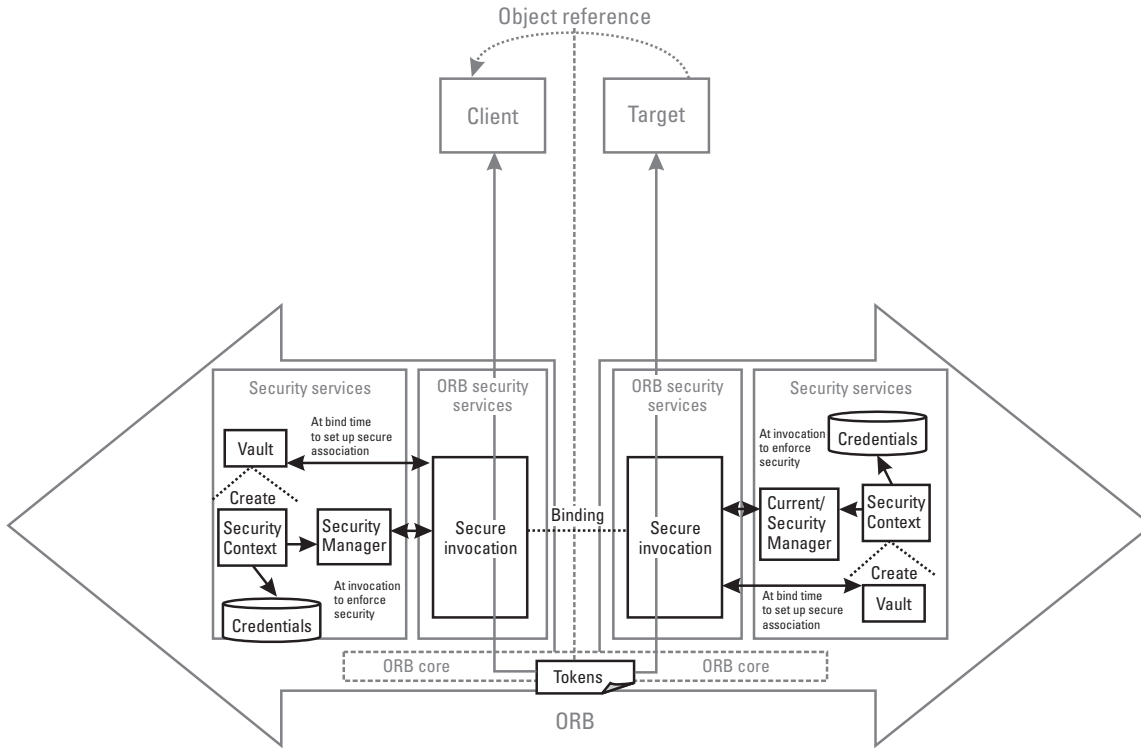 Object reference
Client
Target
Security services
ORB security
services
ORB security
services
Security services
At bind time
to set up secure
association
Vault
Create
Security
Context
Security
Manager
At invocation
to enforce
security
Credentials
Secure
invocation
Binding
Secure
invocation
At invocation
to enforce
security
Credentials
Current/
Security
Manager
Security
Context
Create
At bind time
to set up secure
association
Vault
ORB core
ORB core
Tokens
ORB